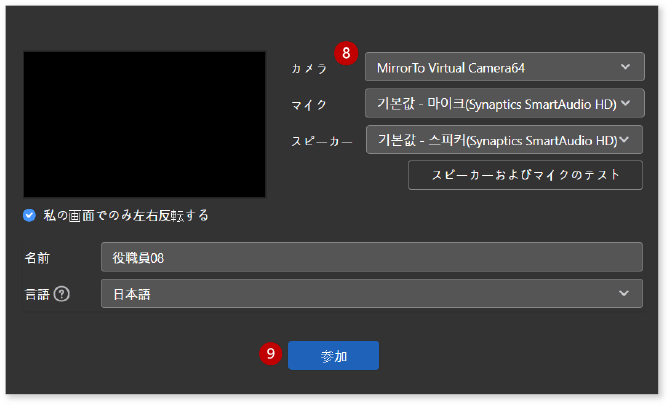 カメラ
8
MirrorTo Virtual Camera64
マイク
기본값 - 마이크(Synaptics SmartAudio HD)
スピーカー
기본값 - 스피커(Synaptics SmartAudio HD)
スピーカーおよびマイクのテスト
私の画面でのみ左右反転する
名前
役職員08
言語 ?
日本語
9
参加